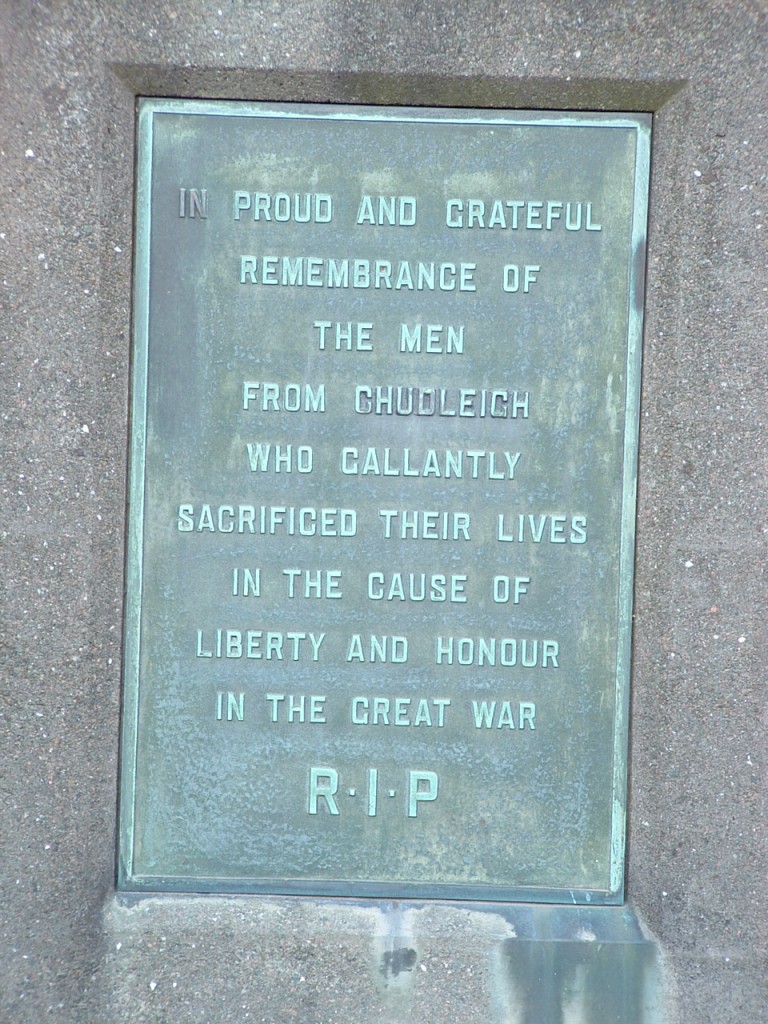 IN PROUD AND GRATEFUL
REMEMBRANCE OF
THE MEN
FROM CHUDLEIGH
WHO GALLANTLY
SACRIFICED THEIR LIVES
IN THE CAUSE OF
LIBERTY AND HONOUR
IN THE GREAT WAR
R·I·P